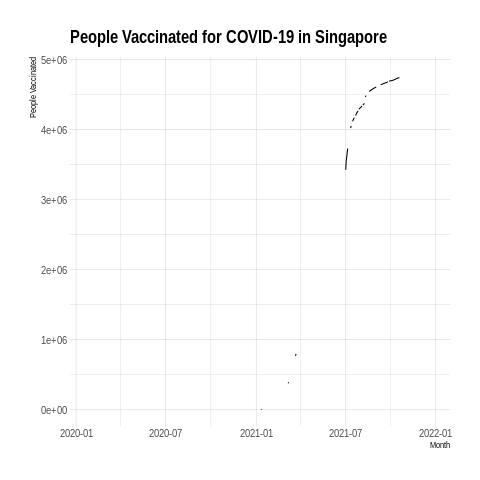 People Vaccinated for COVID-19 in Singapore
People Vaccinated
5e+06
4e+06
3e+06
2e+06
1e+06
0e+00
2020-01 2020-07 2021-01 2021-07 2022-01
Month